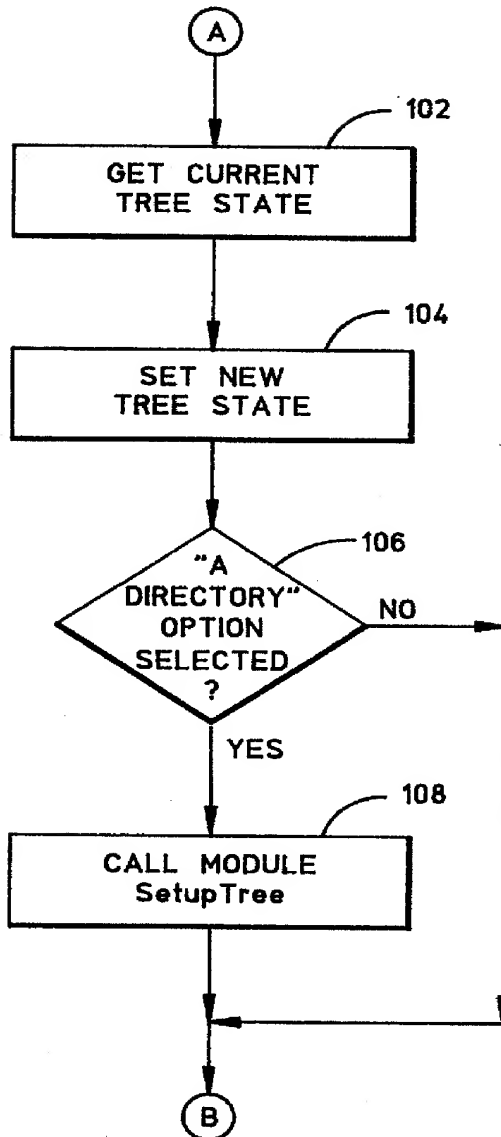 A
102
GET CURRENT
TREE STATE
104
SET NEW
TREE STATE
106
"A
DIRECTORY"
OPTION
SELECTED
?
NO
YES
108
CALL MODULE
SetupTree
B